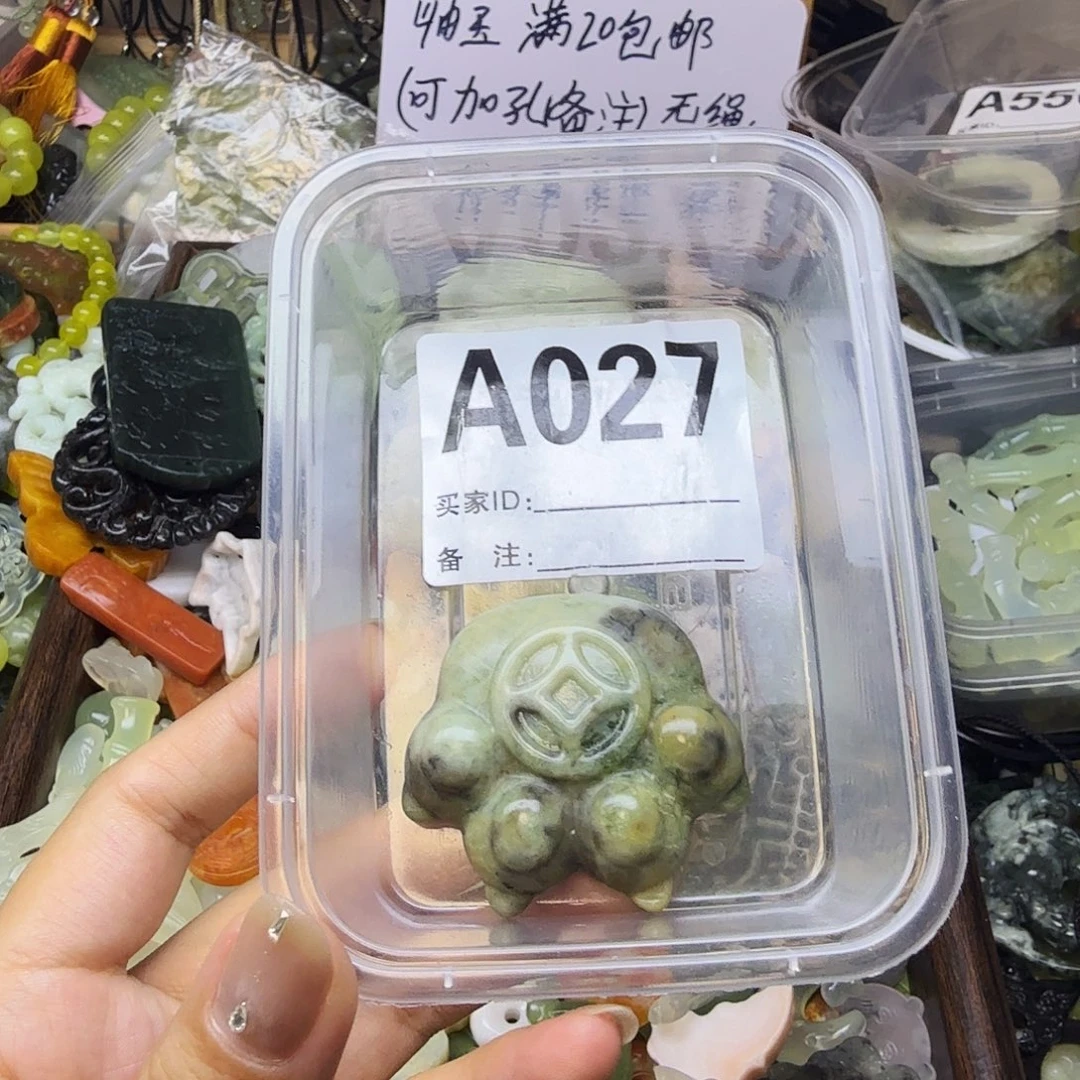 岫玉 满20包邮
(可加孔备注)无绳
A55
A027
买家ID:
备 注: